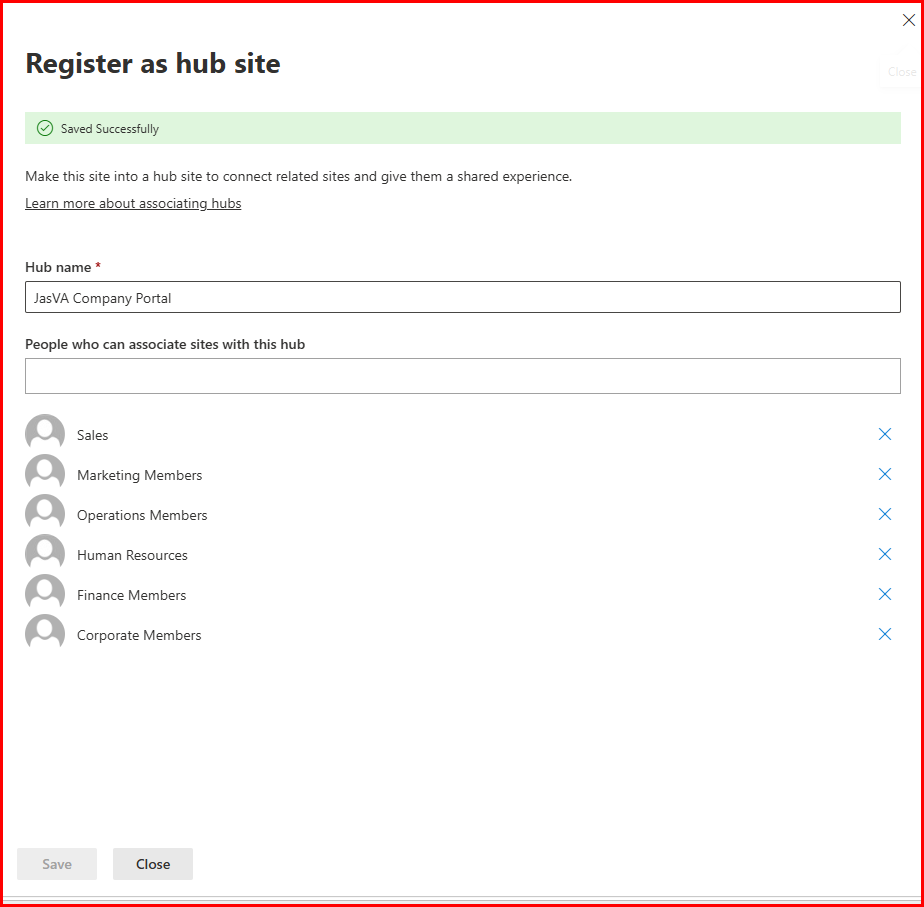 Register as hub site
Close
Saved Successfully
Make this site into a hub site to connect related sites and give them a shared experience.
Learn more about associating hubs
Hub name *
JasVA Company Portal
People who can associate sites with this hub
Sales
Marketing Members
Operations Members
Human Resources
Finance Members
Corporate Members
Save
Close